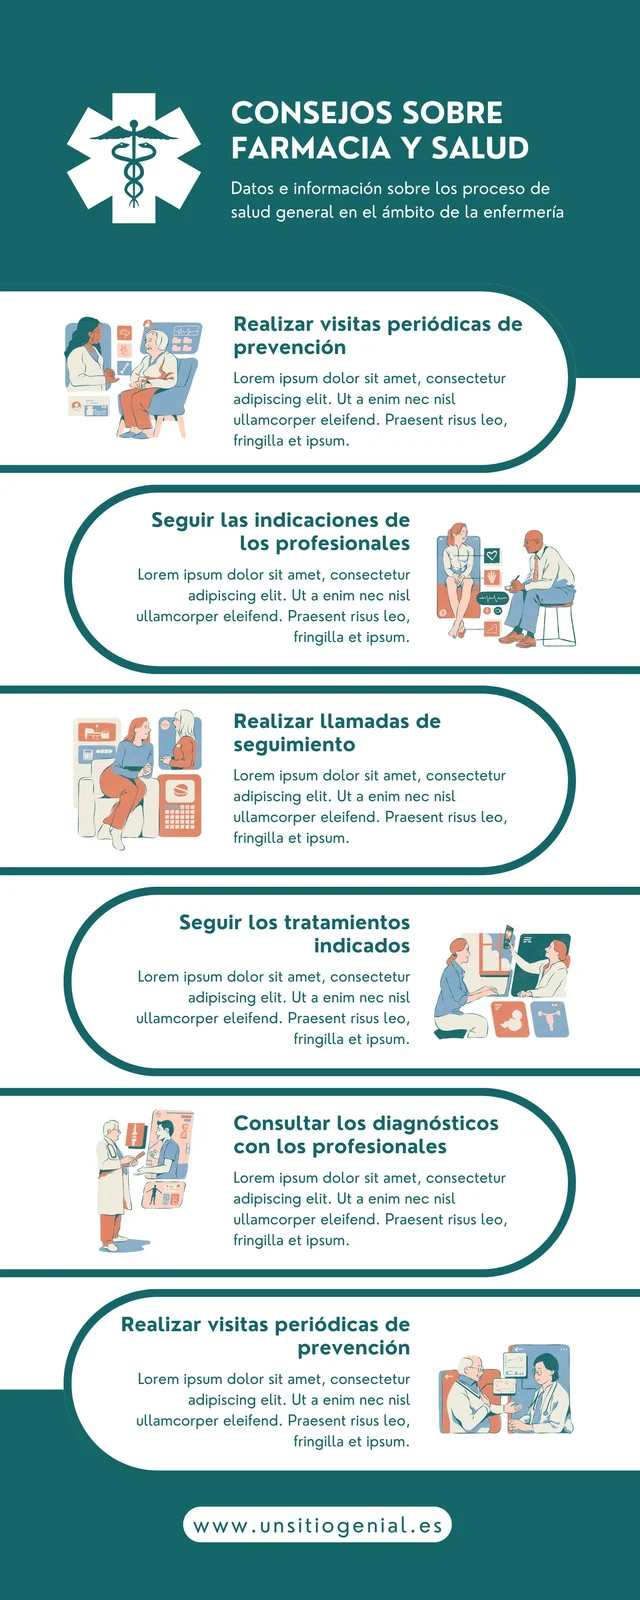 CONSEJOS SOBRE
FARMACIA Y SALUD
Datos e información sobre los proceso de
salud general en el ámbito de la enfermería
Realizar visitas periódicas de
prevención
Lorem ipsum dolor sit amet, consectetur
adipiscing elit. Ut a enim nec nisl
ullamcorper eleifend. Praesent risus leo,
fringilla et ipsum.
Seguir las indicaciones de
los profesionales
Lorem ipsum dolor sit amet, consectetur
adipiscing elit. Ut a enim nec nisl
ullamcorper eleifend. Praesent risus leo,
fringilla et ipsum.
Realizar llamadas de
seguimiento
Lorem ipsum dolor sit amet, consectetur
adipiscing elit. Ut a enim nec nisl
ullamcorper eleifend. Praesent risus leo,
fringilla et ipsum.
Seguir los tratamientos
indicados
Lorem ipsum dolor sit amet, consectetur
adipiscing elit. Ut a enim nec nisl
ullamcorper eleifend. Praesent risus leo,
fringilla et ipsum.
Consultar los diagnósticos
con los profesionales
Lorem ipsum dolor sit amet, consectetur
adipiscing elit. Ut a enim nec nisl
ullamcorper eleifend. Praesent risus leo,
fringilla et ipsum.
Realizar visitas periódicas de
prevención
Lorem ipsum dolor sit amet, consectetur
adipiscing elit. Ut a enim nec nisl
ullamcorper eleifend. Praesent risus leo,
fringilla et ipsum.
www.unsitiogenial.es